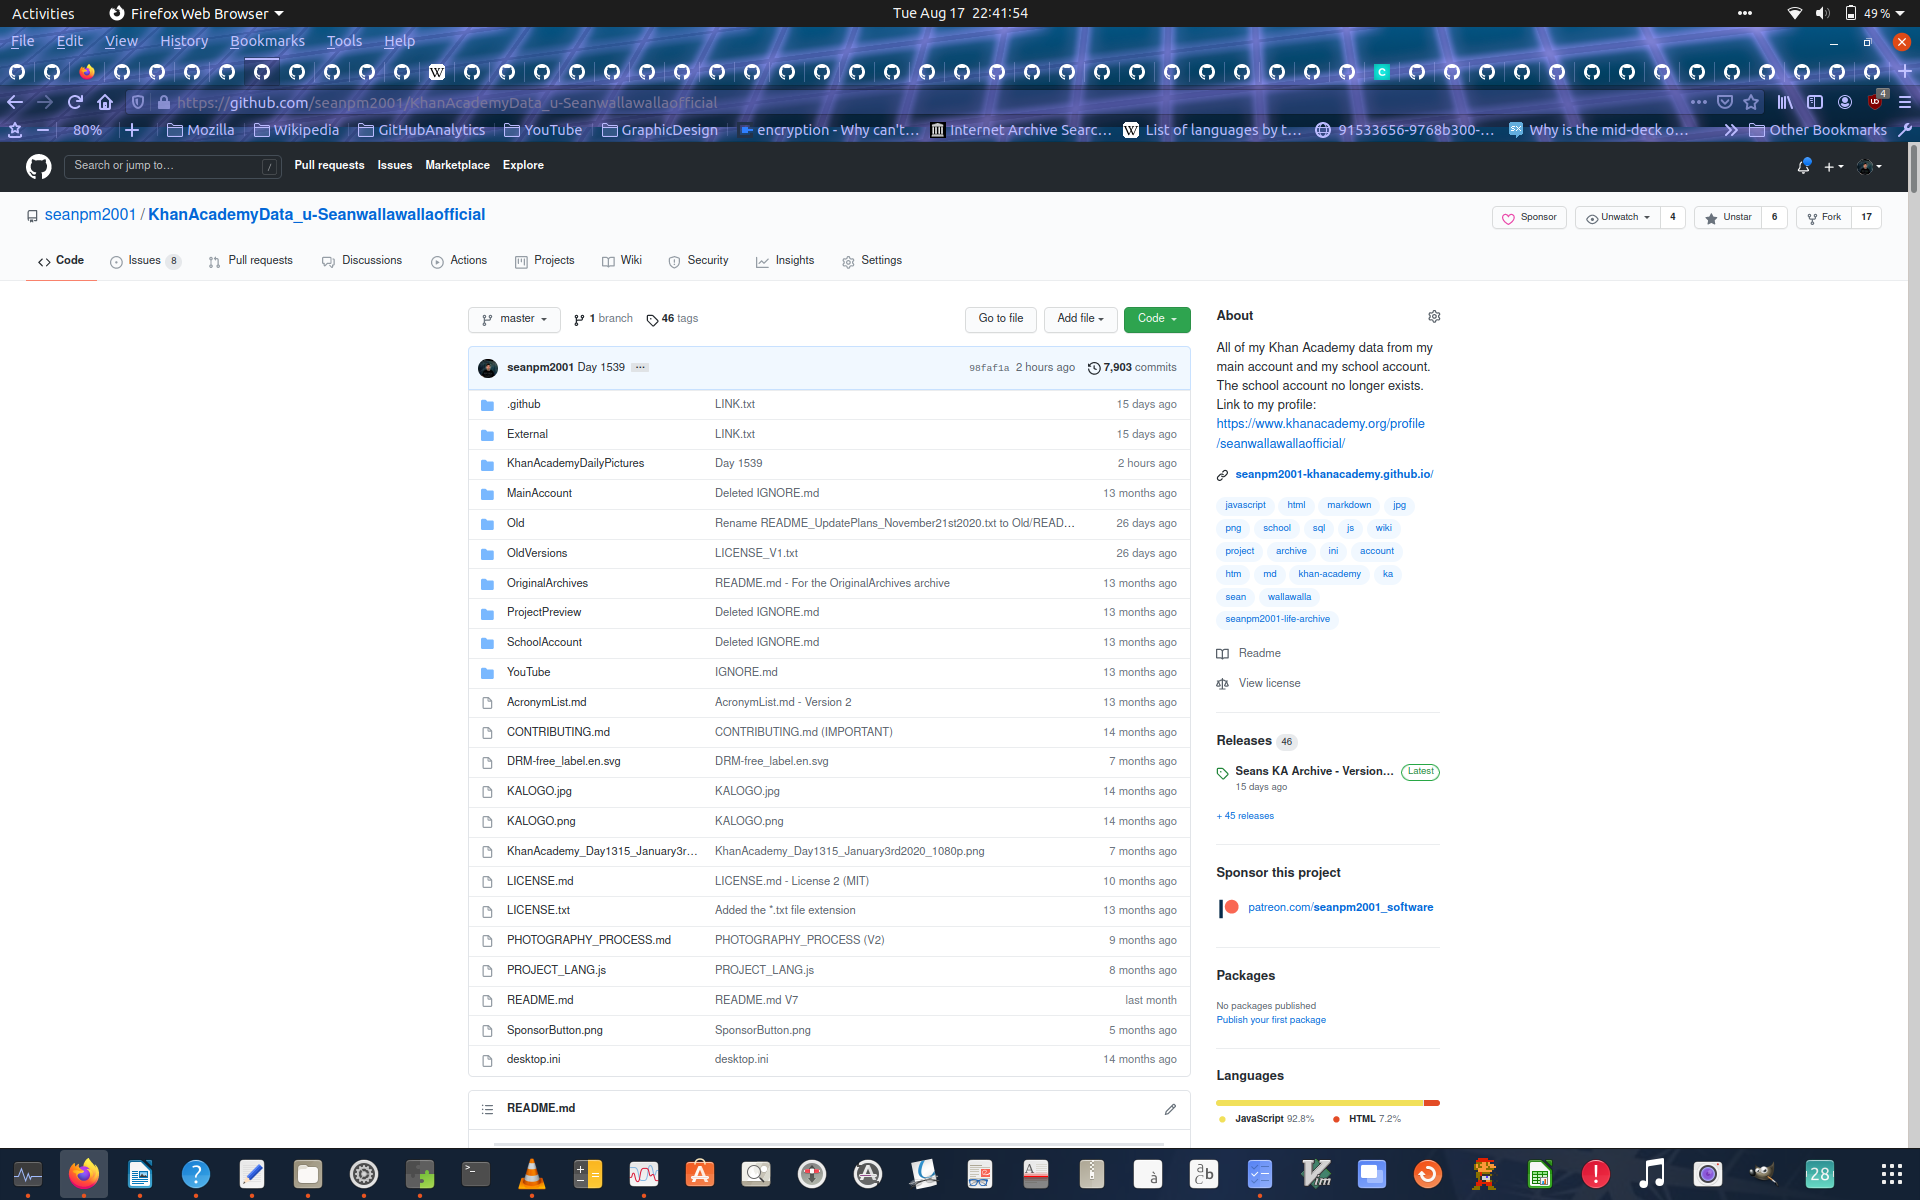 Activities Firefox Web Browser Tue Aug 17 22:41:54 49 %
File Edit View History Bookmarks Tools Help
https://github.com/seanpm2001/KhanAcademyData_u-Seanwallawallaofficial 4
80% Mozilla Wikipedia GitHubAnalytics YouTube GraphicDesign encryption - Why can't… Internet Archive Searc… List of languages by t… 91533656-9768b300-… Why is the mid-deck o… Other Bookmarks
Search or jump to… / Pull requests Issues Marketplace Explore
seanpm2001 / KhanAcademyData_u-Seanwallawallaofficial Sponsor Unwatch 4 Unstar 6 Fork 17
Code Issues 8 Pull requests Discussions Actions Projects Wiki Security Insights Settings
master 1 branch 46 tags Go to file Add file Code
seanpm2001 Day 1539 … 98faf1a 2 hours ago 7,903 commits
.github LINK.txt 15 days ago
External LINK.txt 15 days ago
KhanAcademyDailyPictures Day 1539 2 hours ago
MainAccount Deleted IGNORE.md 13 months ago
Old Rename README_UpdatePlans_November21st2020.txt to Old/READ… 26 days ago
OldVersions LICENSE_V1.txt 26 days ago
OriginalArchives README.md - For the OriginalArchives archive 13 months ago
ProjectPreview Deleted IGNORE.md 13 months ago
SchoolAccount Deleted IGNORE.md 13 months ago
YouTube IGNORE.md 13 months ago
AcronymList.md AcronymList.md - Version 2 13 months ago
CONTRIBUTING.md CONTRIBUTING.md (IMPORTANT) 14 months ago
DRM-free_label.en.svg DRM-free_label.en.svg 7 months ago
KALOGO.jpg KALOGO.jpg 14 months ago
KALOGO.png KALOGO.png 14 months ago
KhanAcademy_Day1315_January3r… KhanAcademy_Day1315_January3rd2020_1080p.png 7 months ago
LICENSE.md LICENSE.md - License 2 (MIT) 10 months ago
LICENSE.txt Added the *.txt file extension 13 months ago
PHOTOGRAPHY_PROCESS.md PHOTOGRAPHY_PROCESS (V2) 9 months ago
PROJECT_LANG.js PROJECT_LANG.js 8 months ago
README.md README.md V7 last month
SponsorButton.png SponsorButton.png 5 months ago
desktop.ini desktop.ini 14 months ago
README.md
About
All of my Khan Academy data from my
main account and my school account.
The school account no longer exists.
Link to my profile:
https://www.khanacademy.org/profile
/seanwallawallaofficial/
seanpm2001-khanacademy.github.io/
javascript html markdown jpg
png school sql js wiki
project archive ini account
htm md khan-academy ka
sean wallawalla
seanpm2001-life-archive
Readme
View license
Releases 46
Seans KA Archive - Version… Latest
15 days ago
+ 45 releases
Sponsor this project
patreon.com/seanpm2001_software
Packages
No packages published
Publish your first package
Languages
JavaScript 92.8% HTML 7.2%
28